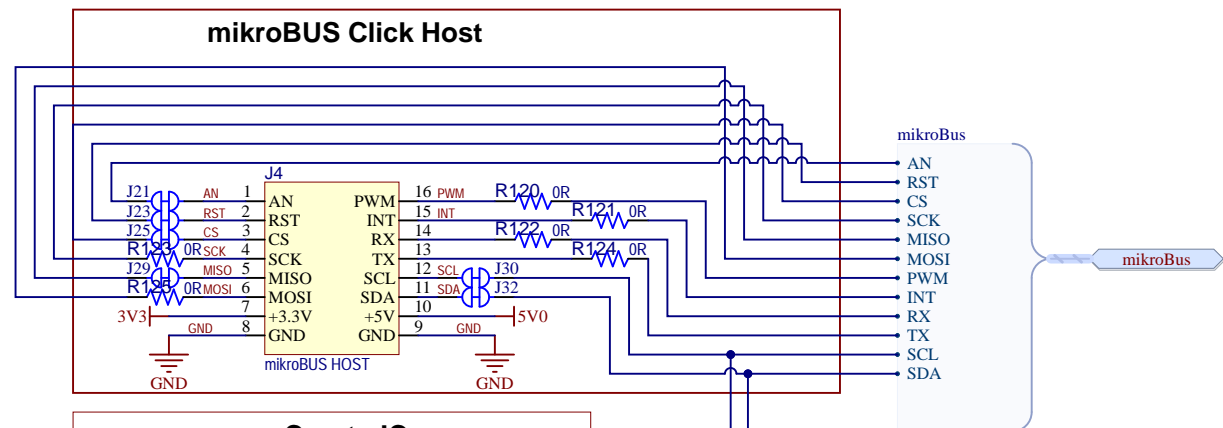 mikroBUS Click Host
mikroBus
AN
RST
CS
SCK
MISO
MOSI
PWM
INT
RX
TX
SCL
SDA
mikroBus
J4
J21 AN 1 AN PWM 16 PWM R120 0R
J23 RST 2 RST INT 15 INT R121 0R
J25 CS 3 CS RX 14 R122 0R
R123 0R SCK 4 SCK TX 13 R124 0R
J29 MISO 5 MISO SCL 12 SCL J30
R125 0R MOSI 6 MOSI SDA 11 SDA J32
3V3 7 +3.3V +5V 10 5V0
GND 8 GND GND 9 GND
mikroBUS HOST
GND GND